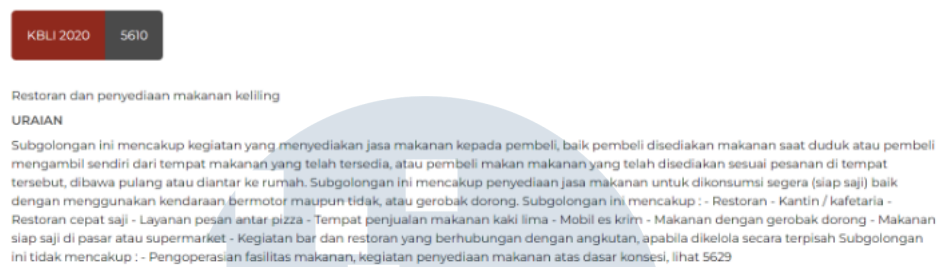 KBLI 2020 5610
Restoran dan penyediaan makanan keliling
URAIAN
Subgolongan ini mencakup kegiatan yang menyediakan jasa makanan kepada pembeli, baik pembeli disediakan makanan saat duduk atau pembeli
mengambil sendiri dari tempat makanan yang telah tersedia, atau pembeli makan makanan yang telah disediakan sesuai pesanan di tempat
tersebut, dibawa pulang atau diantar ke rumah. Subgolongan ini mencakup penyediaan jasa makanan untuk dikonsumsi segera (siap saji) baik
dengan menggunakan kendaraan bermotor maupun tidak, atau gerobak dorong. Subgolongan ini mencakup : - Restoran - Kantin / kafetaria -
Restoran cepat saji - Layanan pesan antar pizza - Tempat penjualan makanan kaki lima - Mobil es krim - Makanan dengan gerobak dorong - Makanan
siap saji di pasar atau supermarket - Kegiatan bar dan restoran yang berhubungan dengan angkutan, apabila dikelola secara terpisah Subgolongan
ini tidak mencakup : - Pengoperasian fasilitas makanan, kegiatan penyediaan makanan atas dasar konsesi, lihat 5629